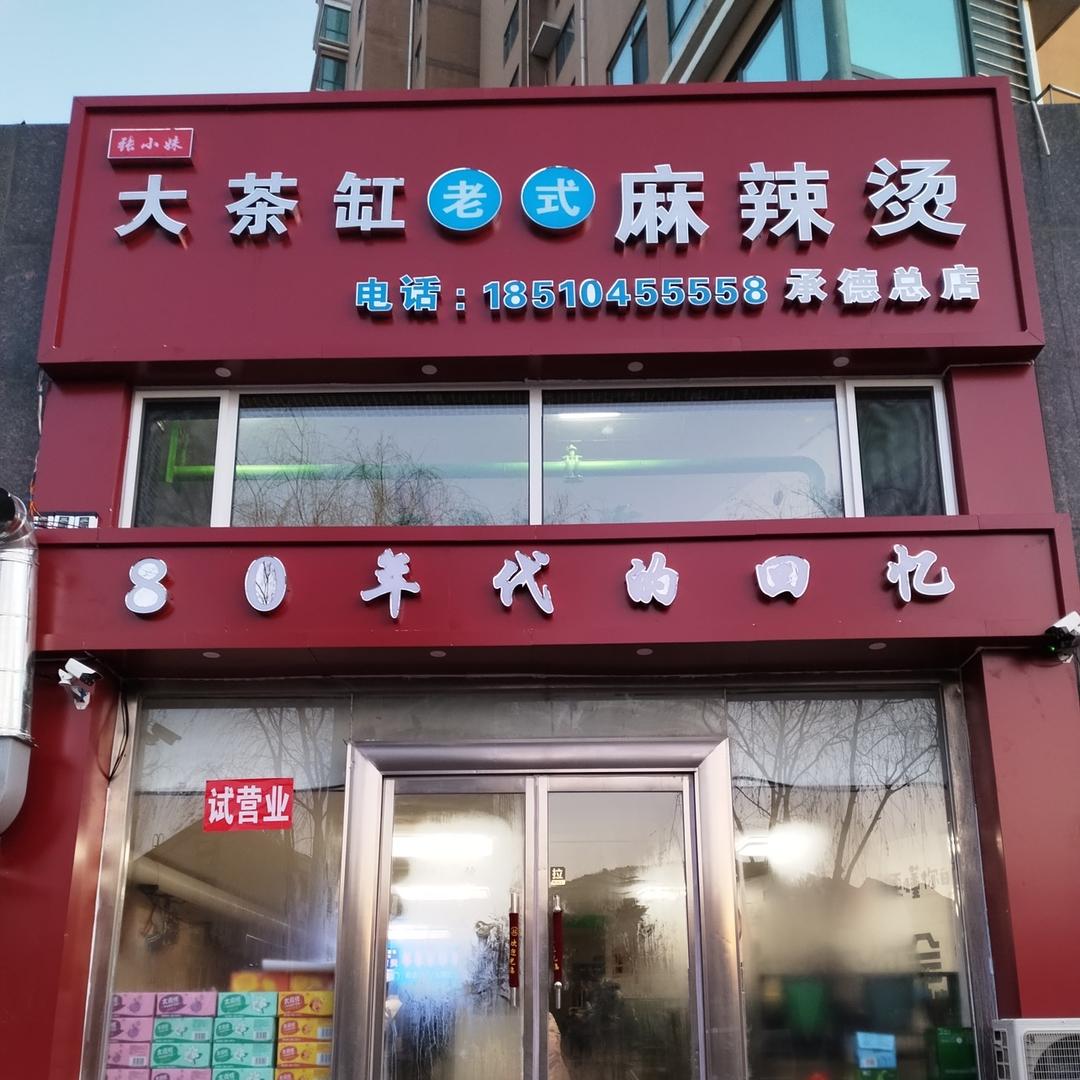 张小妹
大茶缸老式麻辣烫
电话：18510455558 承德总店
80年代的回忆
试营业
拉